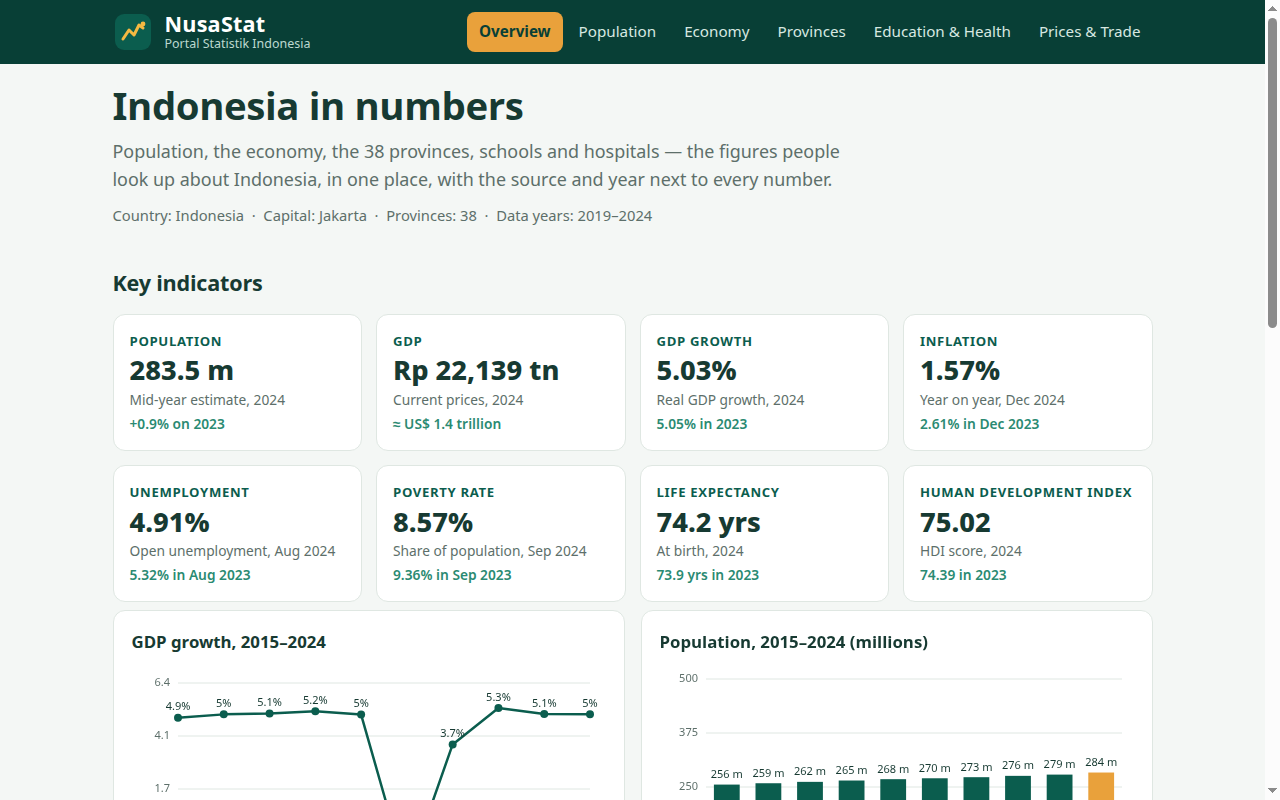 NusaStat
Portal Statistik Indonesia
Overview Population Economy Provinces Education & Health Prices & Trade
Indonesia in numbers
Population, the economy, the 38 provinces, schools and hospitals — the figures people
look up about Indonesia, in one place, with the source and year next to every number.
Country: Indonesia · Capital: Jakarta · Provinces: 38 · Data years: 2019–2024
Key indicators
POPULATION
283.5 m
Mid-year estimate, 2024
+0.9% on 2023
GDP
Rp 22,139 tn
Current prices, 2024
≈ US$ 1.4 trillion
GDP GROWTH
5.03%
Real GDP growth, 2024
5.05% in 2023
INFLATION
1.57%
Year on year, Dec 2024
2.61% in Dec 2023
UNEMPLOYMENT
4.91%
Open unemployment, Aug 2024
5.32% in Aug 2023
POVERTY RATE
8.57%
Share of population, Sep 2024
9.36% in Sep 2023
LIFE EXPECTANCY
74.2 yrs
At birth, 2024
73.9 yrs in 2023
HUMAN DEVELOPMENT INDEX
75.02
HDI score, 2024
74.39 in 2023
GDP growth, 2015–2024
6.4
4.9% 5% 5.1% 5.2% 5% 3.7% 5.3% 5.1% 5%
4.1
1.7
Population, 2015–2024 (millions)
500
375
256 m 259 m 262 m 265 m 268 m 270 m 273 m 276 m 279 m 284 m
250